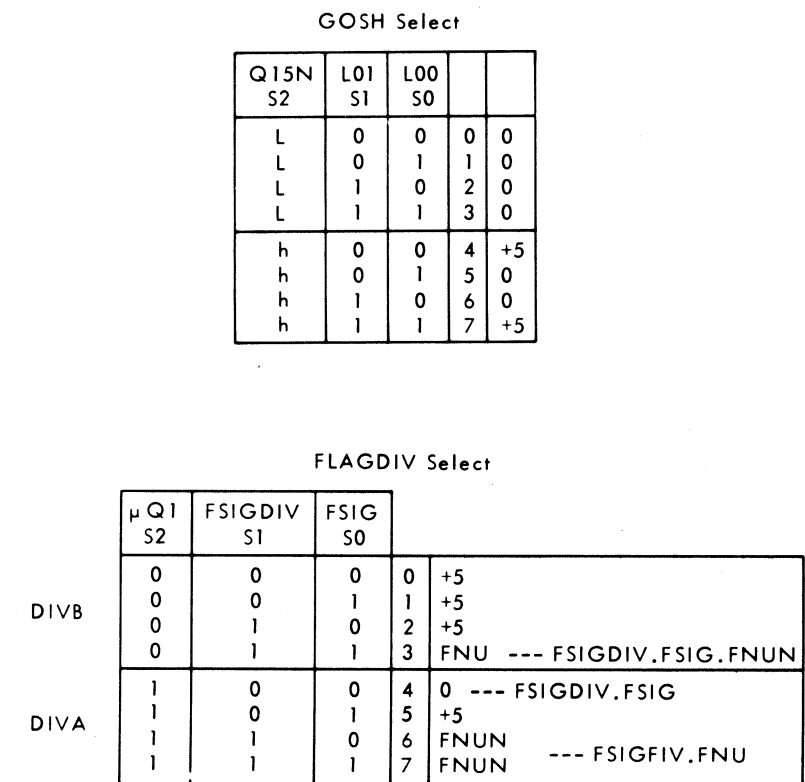 GOSH Select
Q15N L01 L00
S2 S1 S0
L 0 0 0 0
L 0 1 1 0
L 1 0 2 0
L 1 1 3 0
h 0 0 4 +5
h 0 1 5 0
h 1 0 6 0
h 1 1 7 +5
FLAGDIV Select
μQ1 FSIGDIV FSIG
S2 S1 S0
0 0 0 0 +5
DIVB
0 0 1 1 +5
0 1 0 2 +5
0 1 1 3 FNU --- FSIGDIV.FSIG.FNUN
1 0 0 4 0 --- FSIGDIV.FSIG
DIVA
1 0 1 5 +5
1 1 0 6 FNUN
--- FSIGFIV.FNU
1 1 1 7 FNUN